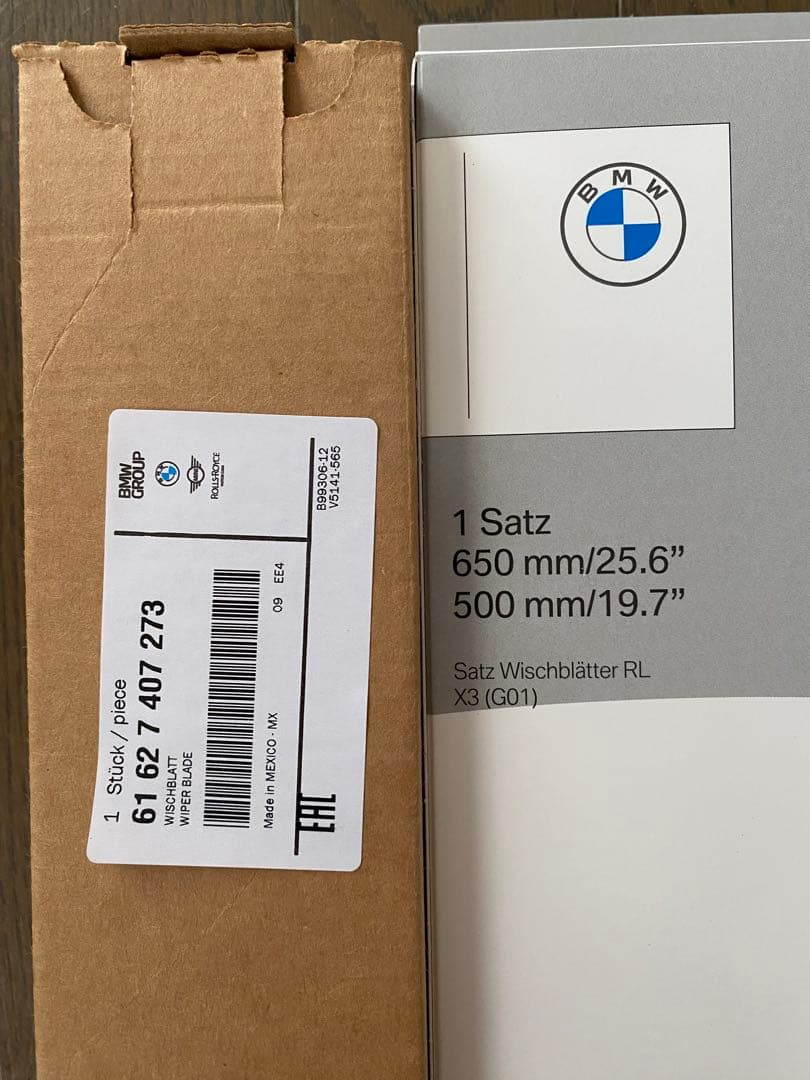 BMW
GROUP
ROLLS-ROYCE
B99306-12
V5141-565
1 Stück / piece
61 62 7 407 273
WISCHBLATT
WIPER BLADE
Made in MEXICO - MX
09 EE4
EAC
BMW
1 Satz
650 mm/25.6”
500 mm/19.7”
Satz Wischblätter RL
X3 (G01)